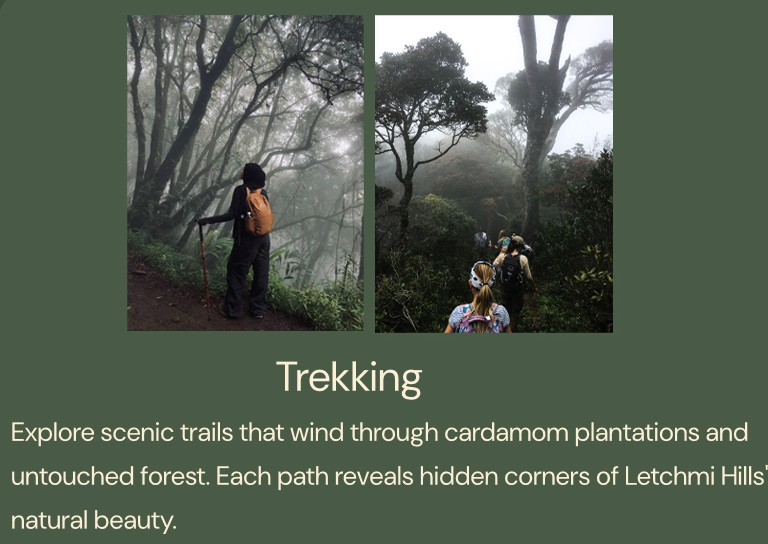 Trekking
Explore scenic trails that wind through cardamom plantations and
untouched forest. Each path reveals hidden corners of Letchmi Hills'
natural beauty.